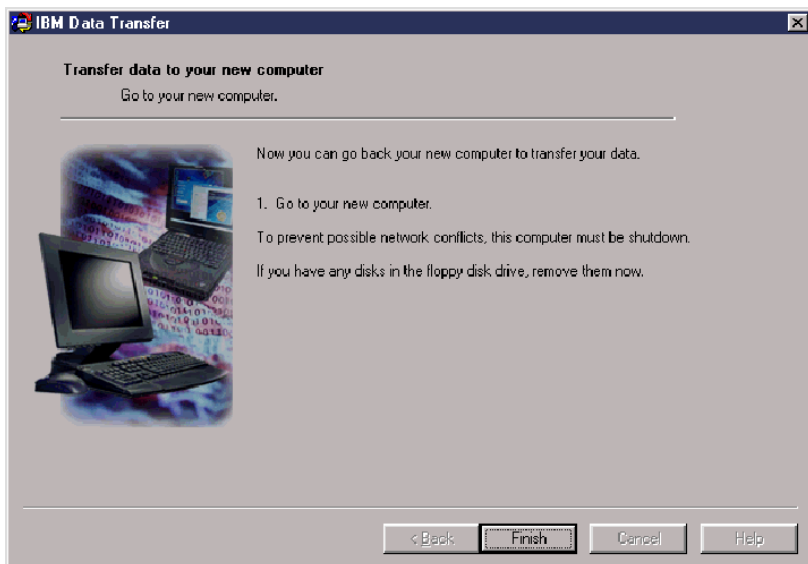 IBM Data Transfer
Transfer data to your new computer
Go to your new computer.
Now you can go back your new computer to transfer your data.
1. Go to your new computer.
To prevent possible network conflicts, this computer must be shutdown.
If you have any disks in the floppy disk drive, remove them now.
< Back Finish Cancel Help